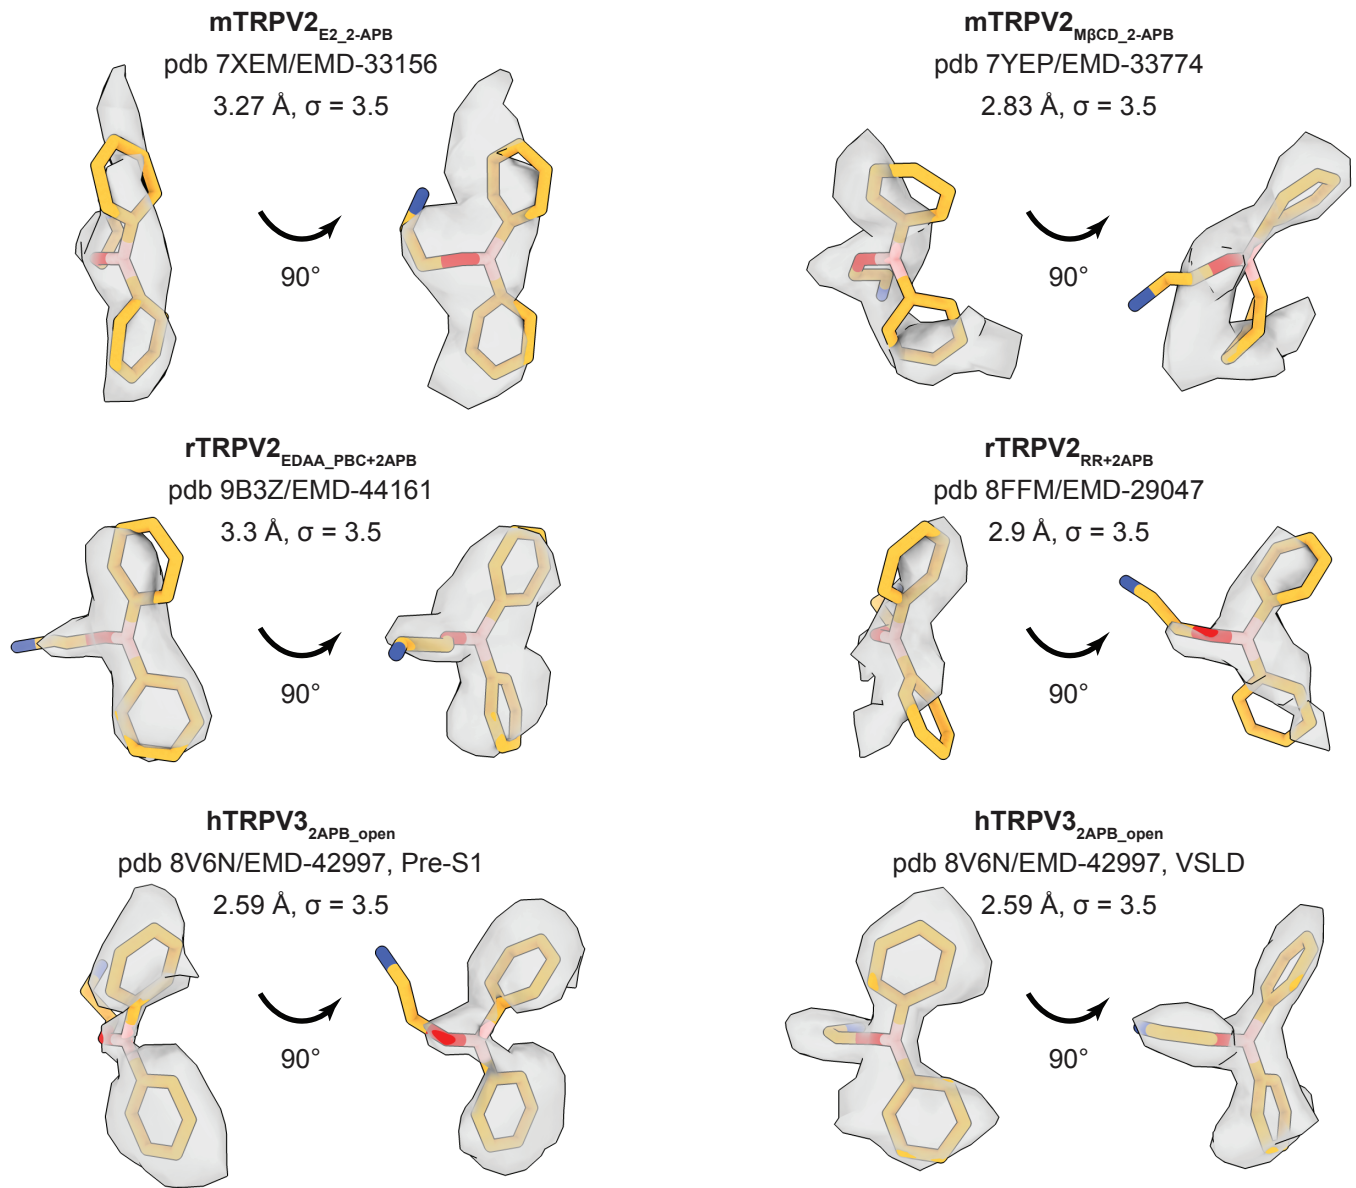 mTRPV2E2_2-APB
pdb 7XEM/EMD-33156
3.27 Å, σ = 3.5
90°
mTRPV2MβCD_2-APB
pdb 7YEP/EMD-33774
2.83 Å, σ = 3.5
90°
rTRPV2EDAA_PBC+2APB
pdb 9B3Z/EMD-44161
3.3 Å, σ = 3.5
90°
rTRPV2RR+2APB
pdb 8FFM/EMD-29047
2.9 Å, σ = 3.5
90°
hTRPV32APB_open
pdb 8V6N/EMD-42997, Pre-S1
2.59 Å, σ = 3.5
90°
hTRPV32APB_open
pdb 8V6N/EMD-42997, VSLD
2.59 Å, σ = 3.5
90°